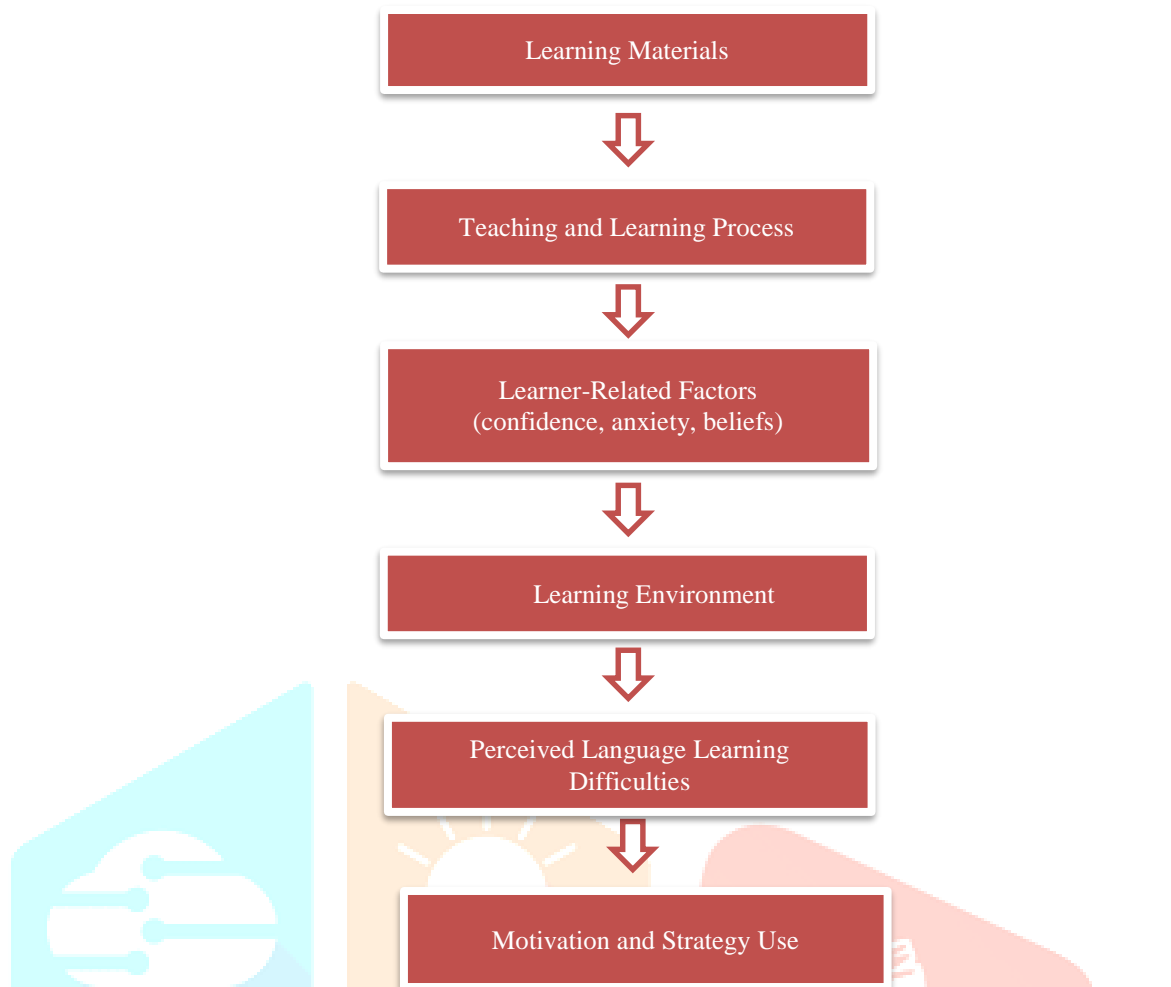 Learning Materials
Teaching and Learning Process
Learner-Related Factors
(confidence, anxiety, beliefs)
Learning Environment
Perceived Language Learning
Difficulties
Motivation and Strategy Use